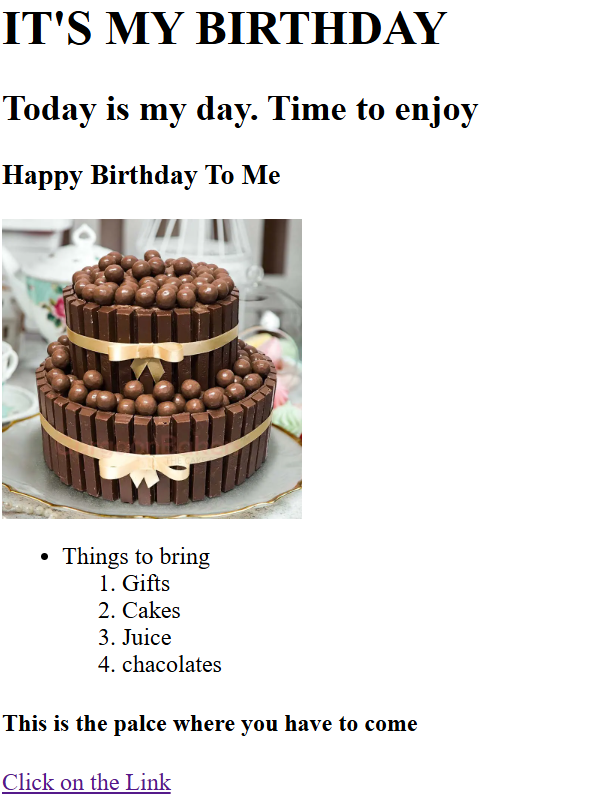 IT'S MY BIRTHDAY
Today is my day. Time to enjoy
Happy Birthday To Me
• Things to bring
1. Gifts
2. Cakes
3. Juice
4. chacolates
This is the palce where you have to come
Click on the Link